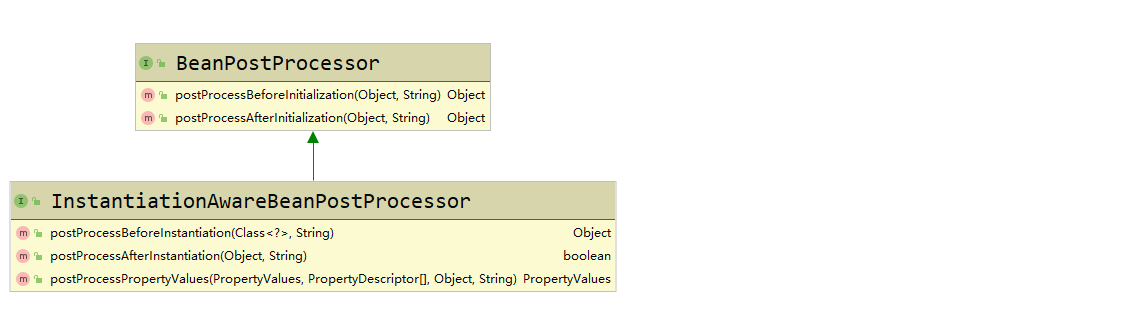 I BeanPostProcessor
m postProcessBeforeInitialization(Object, String) Object
m postProcessAfterInitialization(Object, String) Object
I InstantiationAwareBeanPostProcessor
m postProcessBeforeInstantiation(Class<?>, String) Object
m postProcessAfterInstantiation(Object, String) boolean
m postProcessPropertyValues(PropertyValues, PropertyDescriptor[], Object, String) PropertyValues